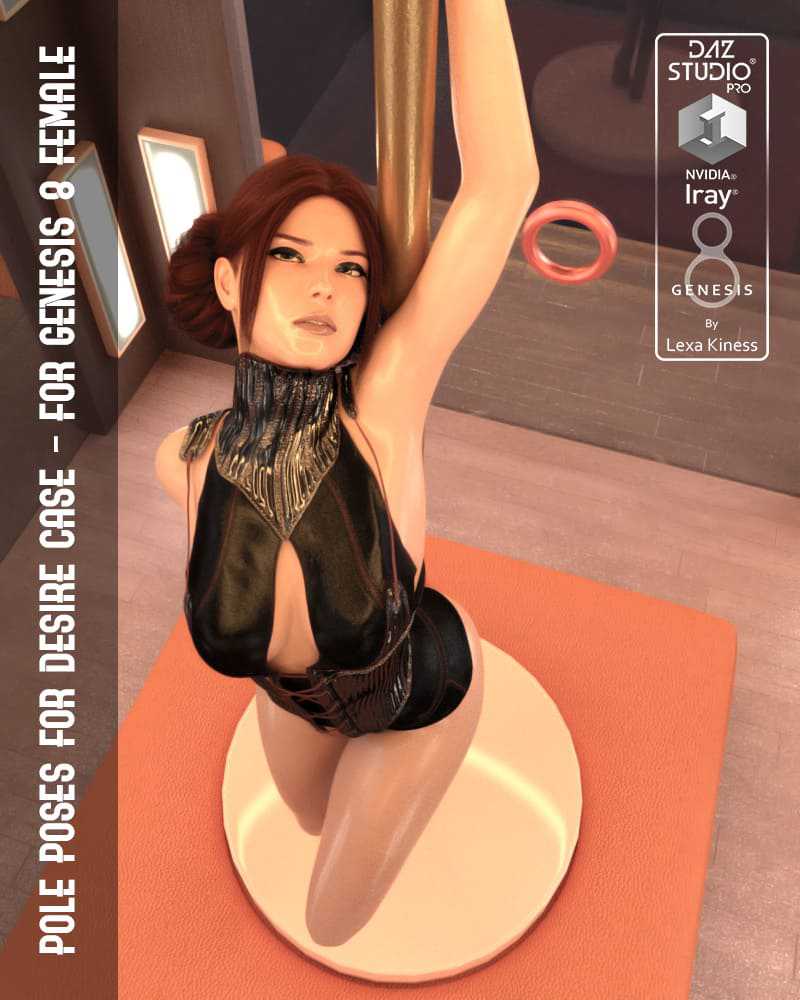 POLE POSES FOR DESIRE CASE - FOR GENESIS 8 FEMALE
DAZ
STUDIO®
PRO
NVIDIA®
Iray®
8
GENESIS
By
Lexa Kiness